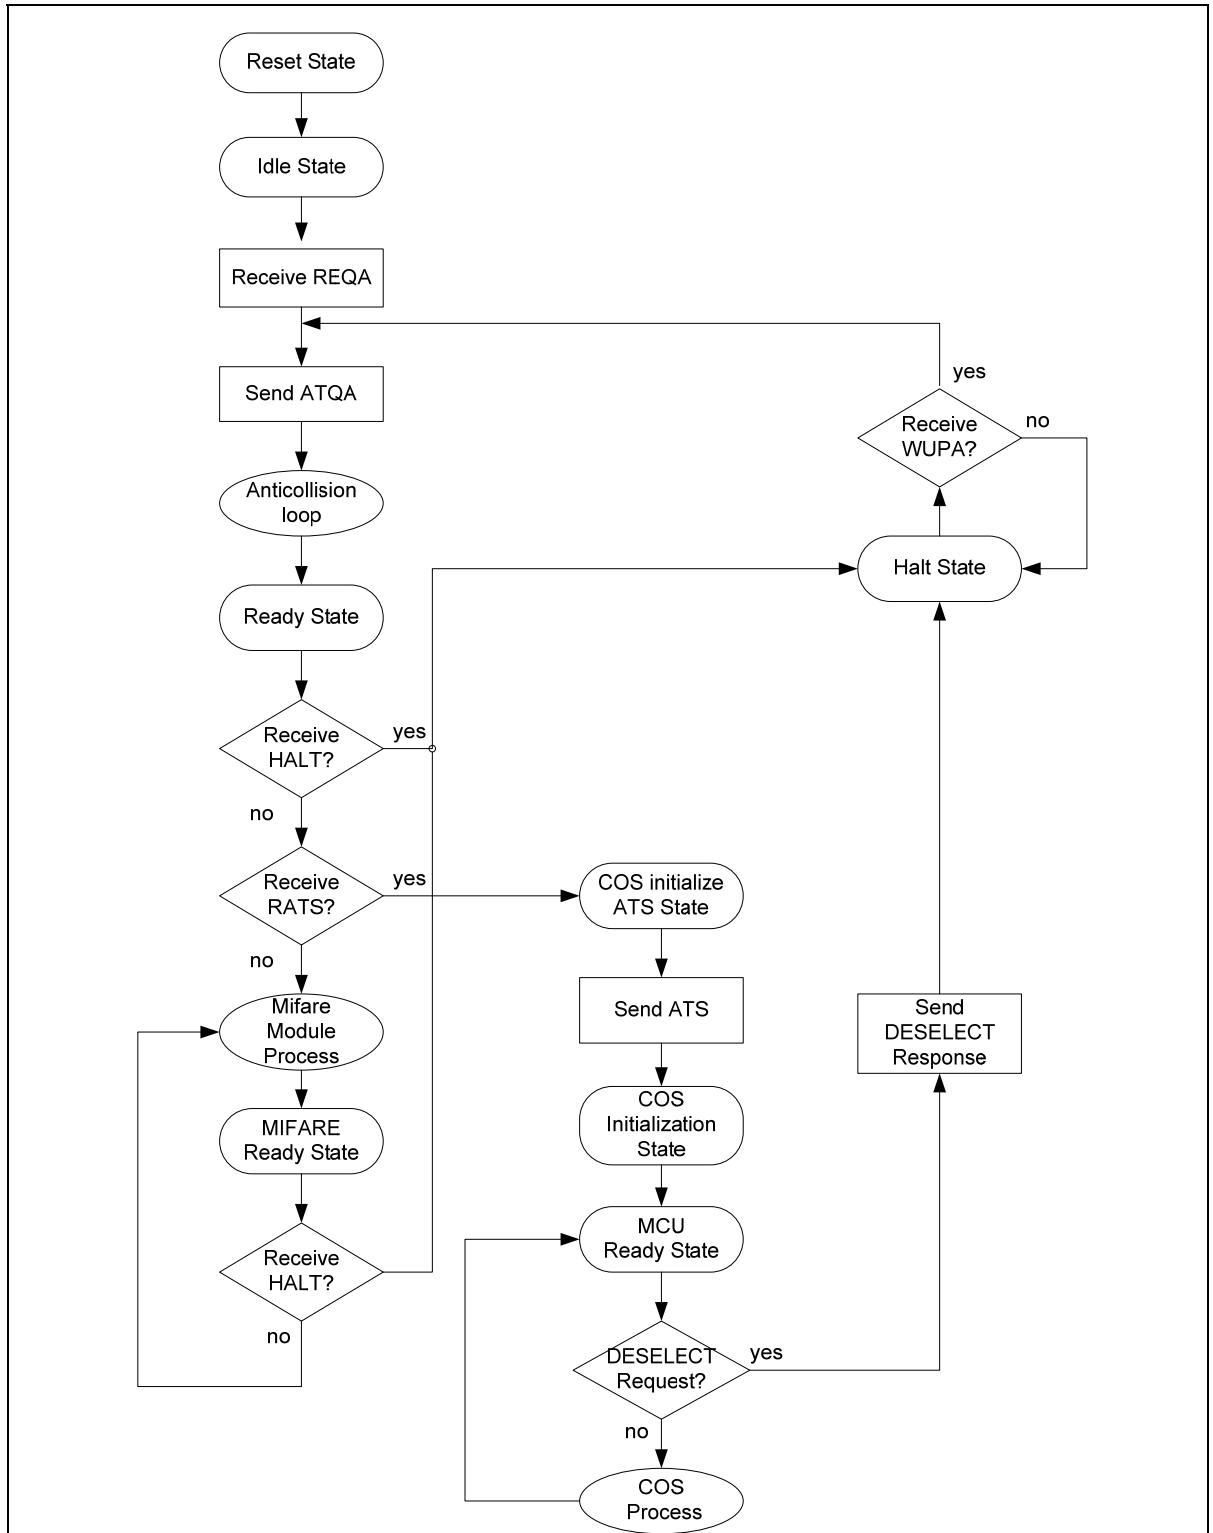 Reset State
Idle State
Receive REQA
Send ATQA
yes
Receive
WUPA?
no
Anticollision
loop
Halt State
Ready State
Receive
HALT?
yes
no
Receive
RATS?
yes
COS initialize
ATS State
no
Mifare
Module
Process
Send ATS
Send
DESELECT
Response
MIFARE
Ready State
COS
Initialization
State
Receive
HALT?
no
MCU
Ready State
DESELECT
Request?
yes
no
COS
Process